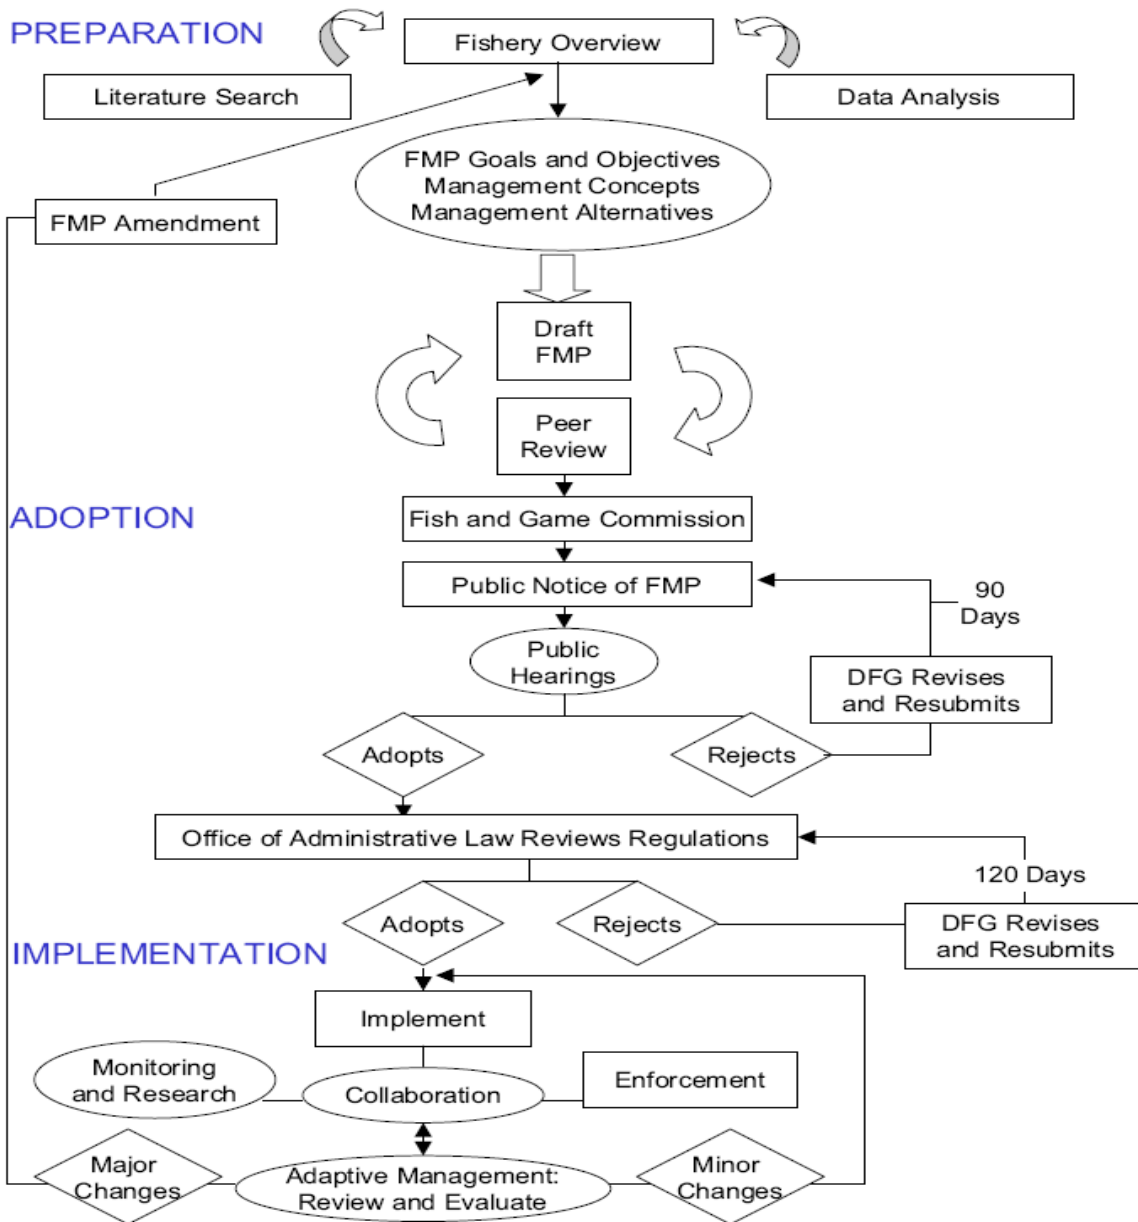 PREPARATION
Fishery Overview
Literature Search
Data Analysis
FMP Goals and Objectives
Management Concepts
Management Alternatives
FMP Amendment
Draft
FMP
Peer
Review
ADOPTION
Fish and Game Commission
Public Notice of FMP
90
Days
Public
Hearings
DFG Revises
and Resubmits
Adopts
Rejects
Office of Administrative Law Reviews Regulations
120 Days
Adopts
Rejects
DFG Revises
and Resubmits
IMPLEMENTATION
Implement
Monitoring
and Research
Collaboration
Enforcement
Major
Changes
Adaptive Management:
Review and Evaluate
Minor
Changes